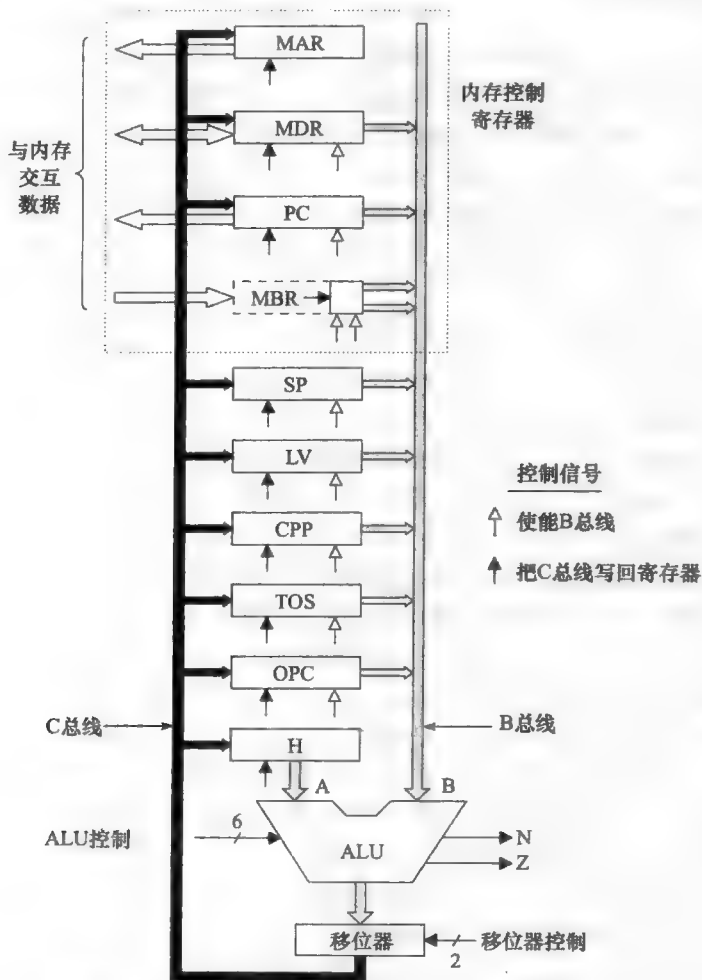 MAR
内存控制
寄存器
MDR
与内存
交互
数据
PC
MBR
SP
LV
控制信号
CPP
使能B总线
把C总线写回寄存器
TOS
OPC
C总线
B总线
H
A
B
6
ALU控制
ALU
N
Z
移位器
移位器控制
2